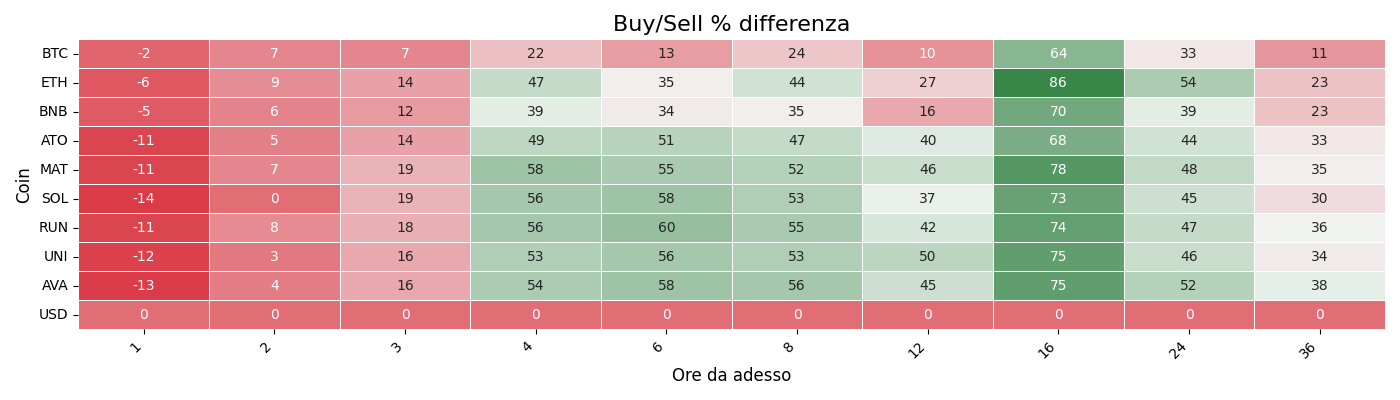 Buy/Sell % differenza
Coin
BTC -2 7 7 22 13 24 10 64 33 11
ETH -6 9 14 47 35 44 27 86 54 23
BNB -5 6 12 39 34 35 16 70 39 23
ATO -11 5 14 49 51 47 40 68 44 33
MAT -11 7 19 58 55 52 46 78 48 35
SOL -14 0 19 56 58 53 37 73 45 30
RUN -11 8 18 56 60 55 42 74 47 36
UNI -12 3 16 53 56 53 50 75 46 34
AVA -13 4 16 54 58 56 45 75 52 38
USD 0 0 0 0 0 0 0 0 0 0
1 2 3 4 6 8 12 16 24 36
Ore da adesso